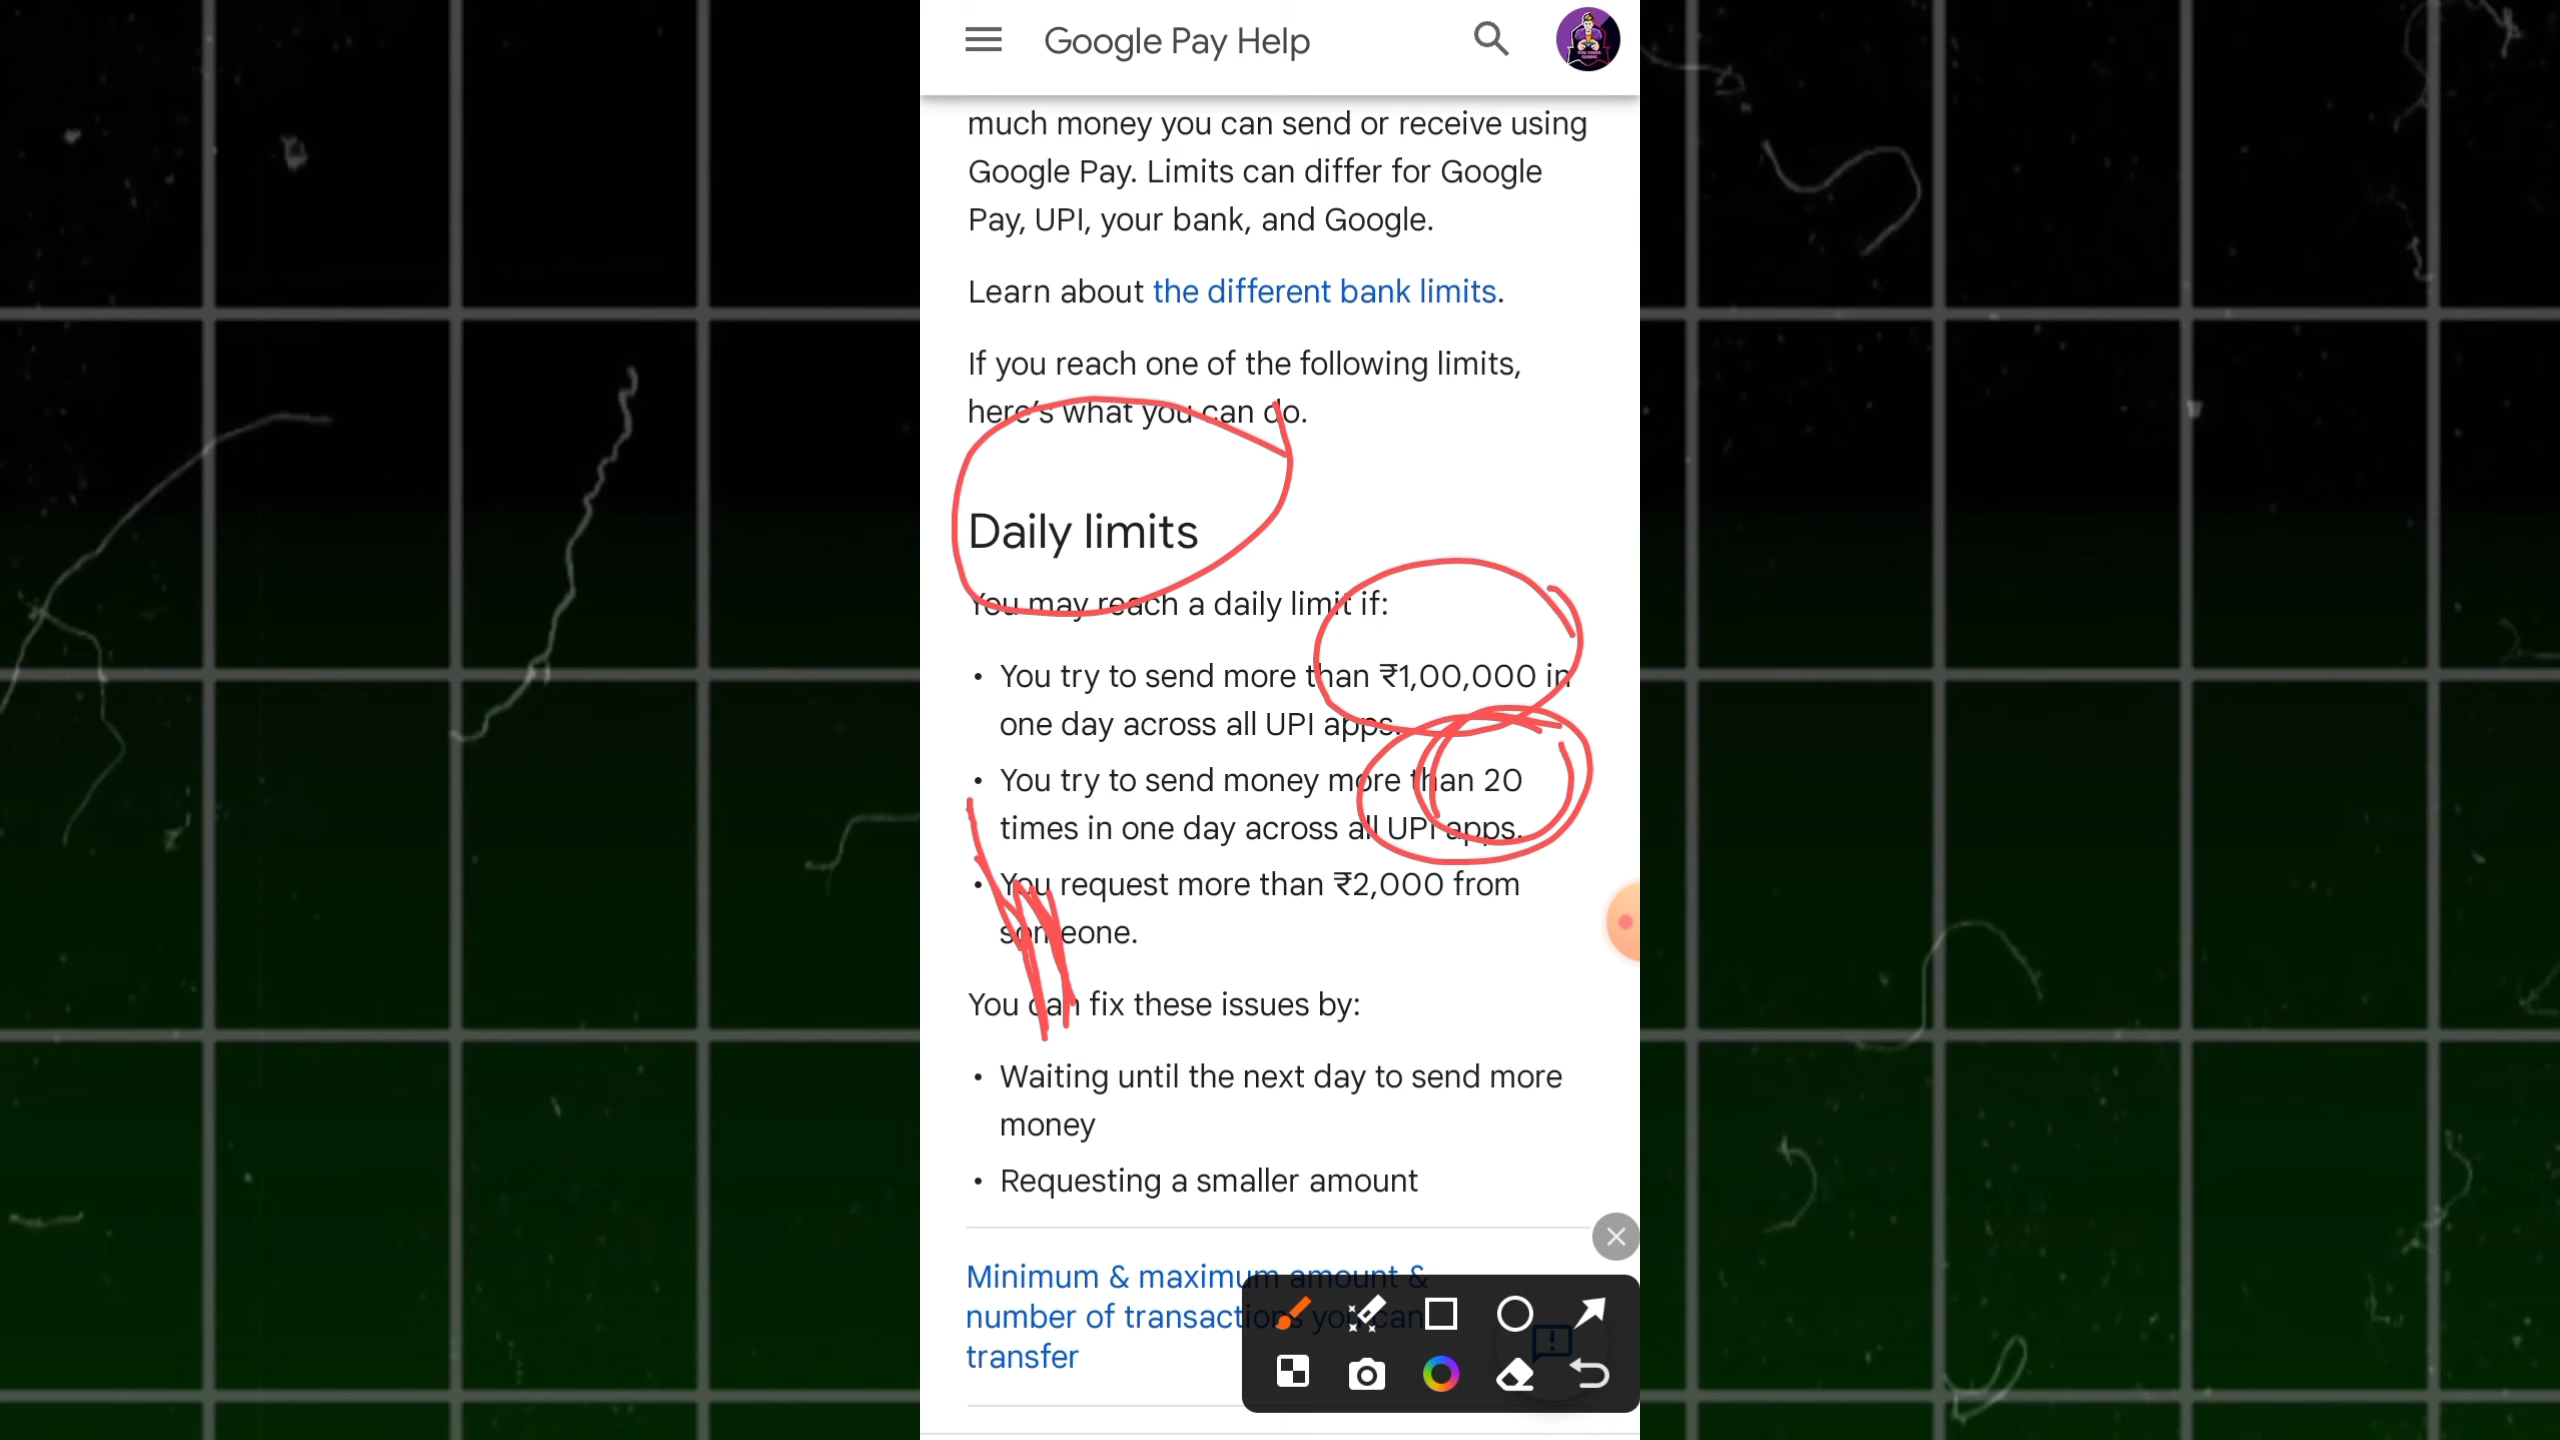 Google Pay Help
much money you can send or receive using
Google Pay. Limits can differ for Google
Pay, UPI, your bank, and Google.
Learn about the different bank limits.
If you reach one of the following limits,
here's what you can do.
Daily limits
You may reach a daily limit if:
• You try to send more than ₹1,00,000 in
one day across all UPI apps.
• You try to send money more than 20
times in one day across all UPI apps.
• You request more than ₹2,000 from
someone.
You can fix these issues by:
• Waiting until the next day to send more
money
• Requesting a smaller amount
Minimum & maximum amount &
number of transactions you can
transfer